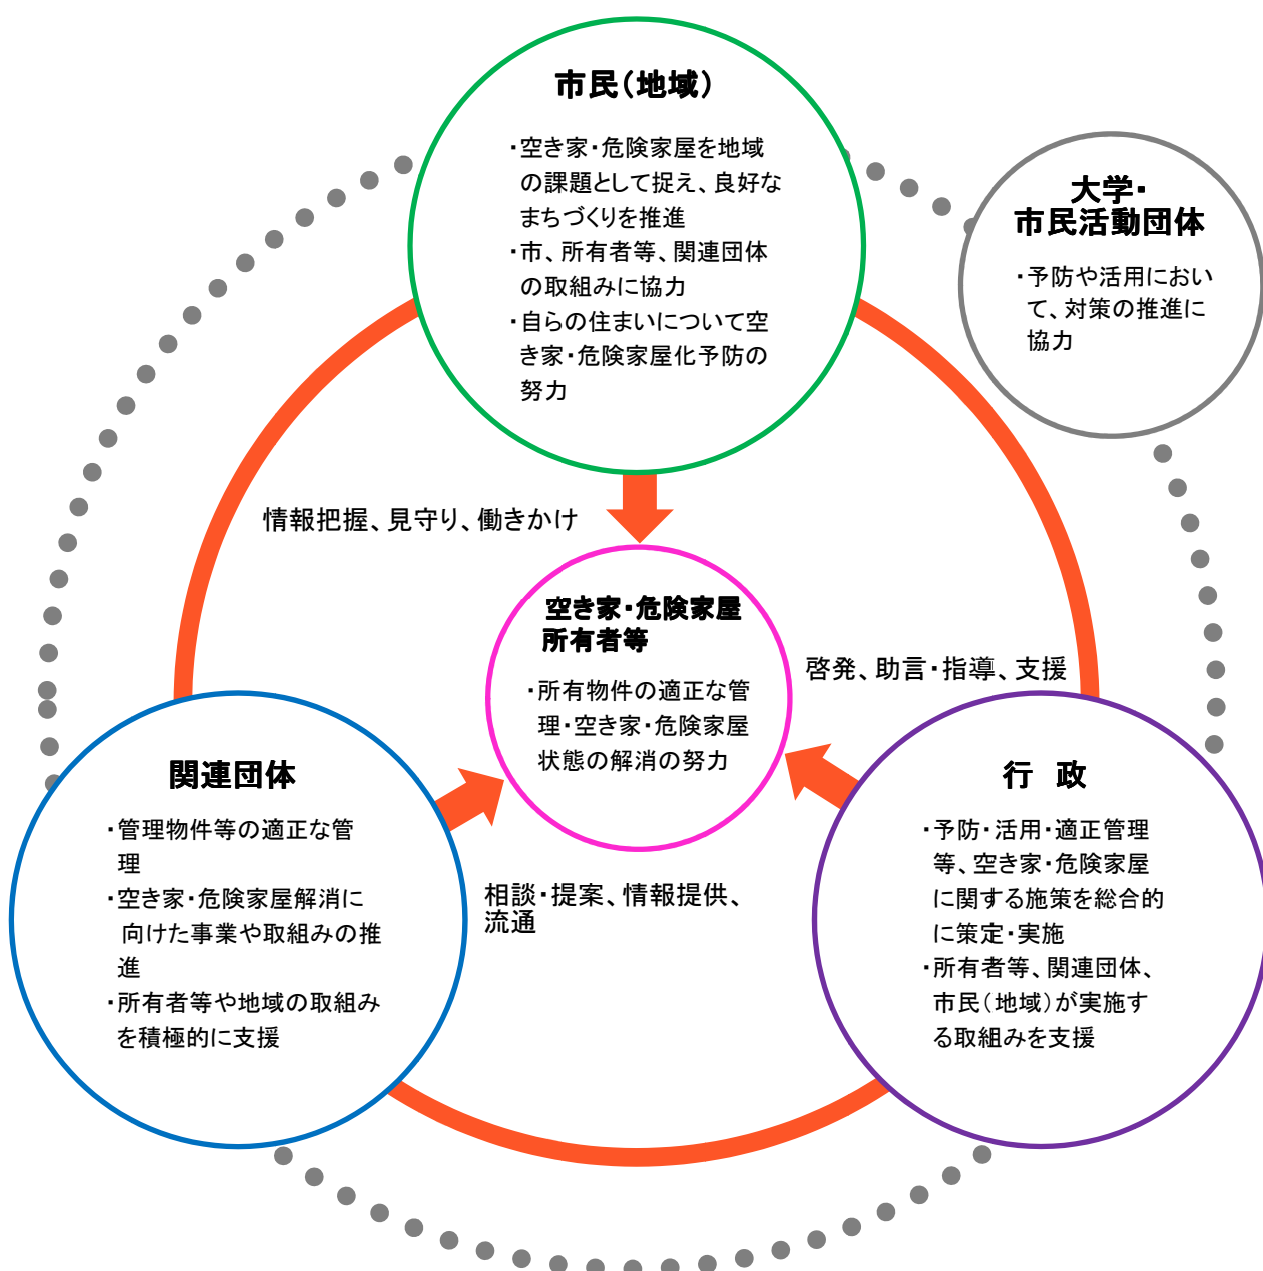 市民（地域）
・空き家・危険家屋を地域
の課題として捉え、良好な
まちづくりを推進
・市、所有者等、関連団体
の取組みに協力
・自らの住まいについて空
き家・危険家屋化予防の
努力
大学・
市民活動団体
・予防や活用におい
て、対策の推進に
協力
情報把握、見守り、働きかけ
空き家・危険家屋
所有者等
・所有物件の適正な管
理・空き家・危険家屋
状態の解消の努力
啓発、助言・指導、支援
関連団体
・管理物件等の適正な管
理
・空き家・危険家屋解消に
向けた事業や取組みの推
進
・所有者等や地域の取組み
を積極的に支援
相談・提案、情報提供、
流通
行　政
・予防・活用・適正管理
等、空き家・危険家屋
に関する施策を総合的
に策定・実施
・所有者等、関連団体、
市民（地域）が実施す
る取組みを支援